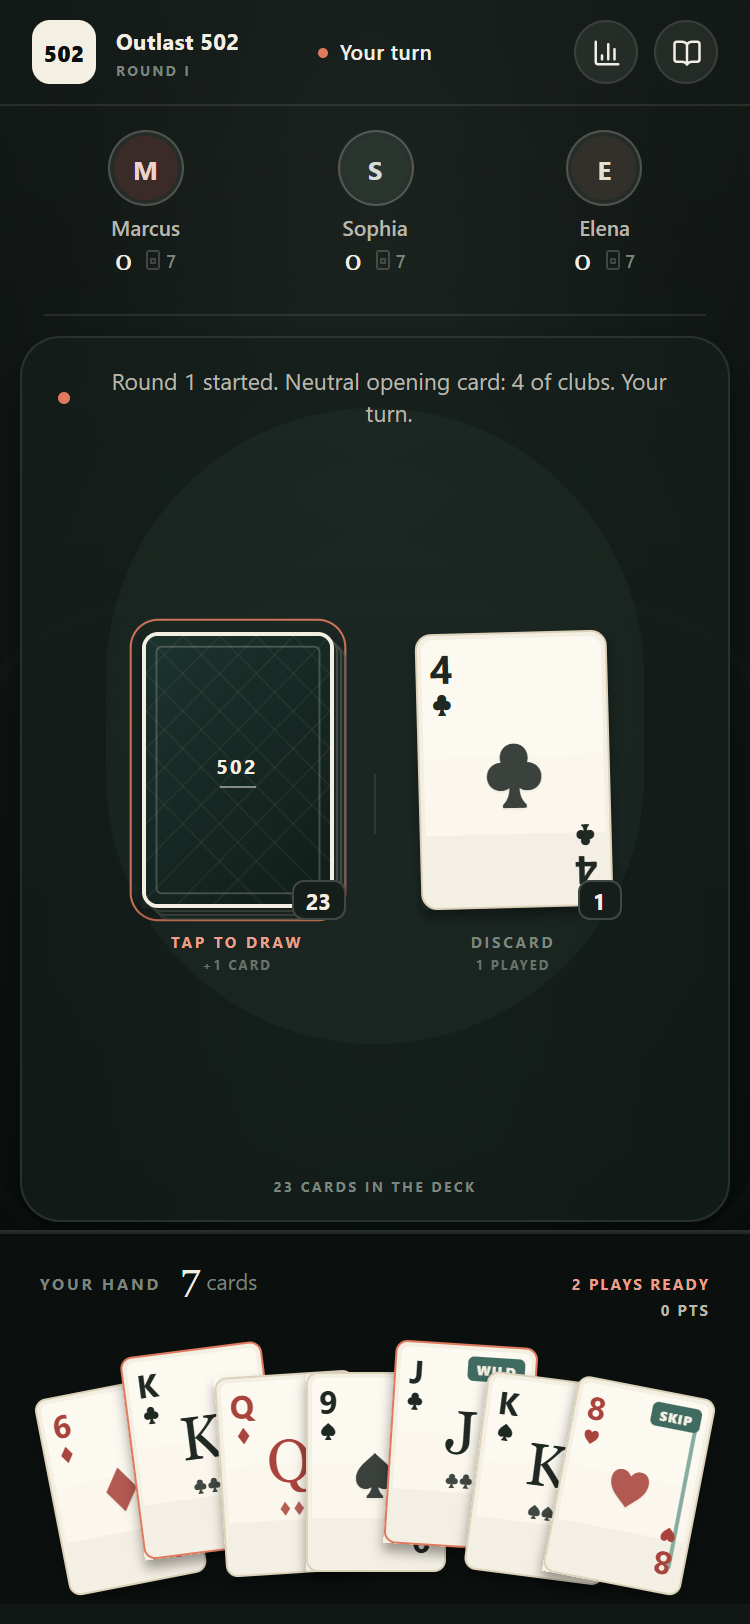 502
Outlast 502
ROUND 1
Your turn
M
S
E
Marcus
Sophia
Elena
0 7
0 7
0 7
Round 1 started. Neutral opening card: 4 of clubs. Your
turn.
502
23
4
4
1
TAP TO DRAW
+1 CARD
DISCARD
1 PLAYED
23 CARDS IN THE DECK
YOUR HAND 7 cards
2 PLAYS READY
0 PTS
6
K
K
Q
Q
9
J
WILD
J
K
K
8
SKIP
8